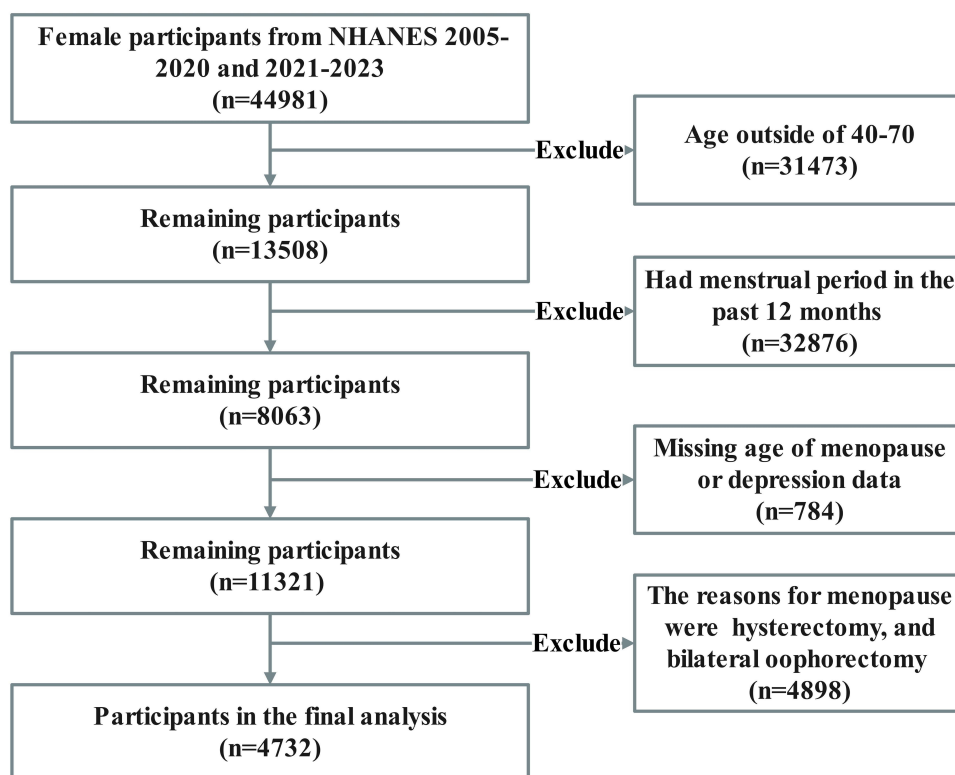 Female participants from NHANES 2005-
2020 and 2021-2023
(n=44981)
Exclude
Age outside of 40-70
(n=31473)
Remaining participants
(n=13508)
Exclude
Had menstrual period in the
past 12 months
(n=32876)
Remaining participants
(n=8063)
Exclude
Missing age of menopause
or depression data
(n=784)
Remaining participants
(n=11321)
Exclude
The reasons for menopause
were hysterectomy, and
bilateral oophorectomy
(n=4898)
Participants in the final analysis
(n=4732)